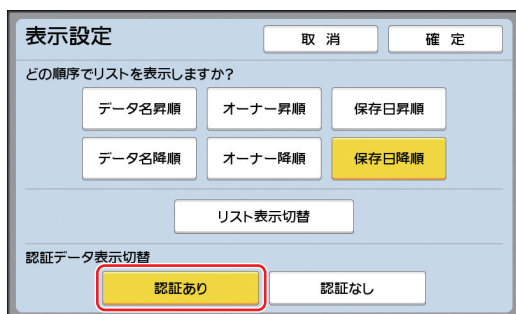 表示設定 取 消 確 定
どの順序でリストを表示しますか?
データ名昇順 オーナー昇順 保存日昇順
データ名降順 オーナー降順 保存日降順
リスト表示切替
認証データ表示切替
認証あり 認証なし